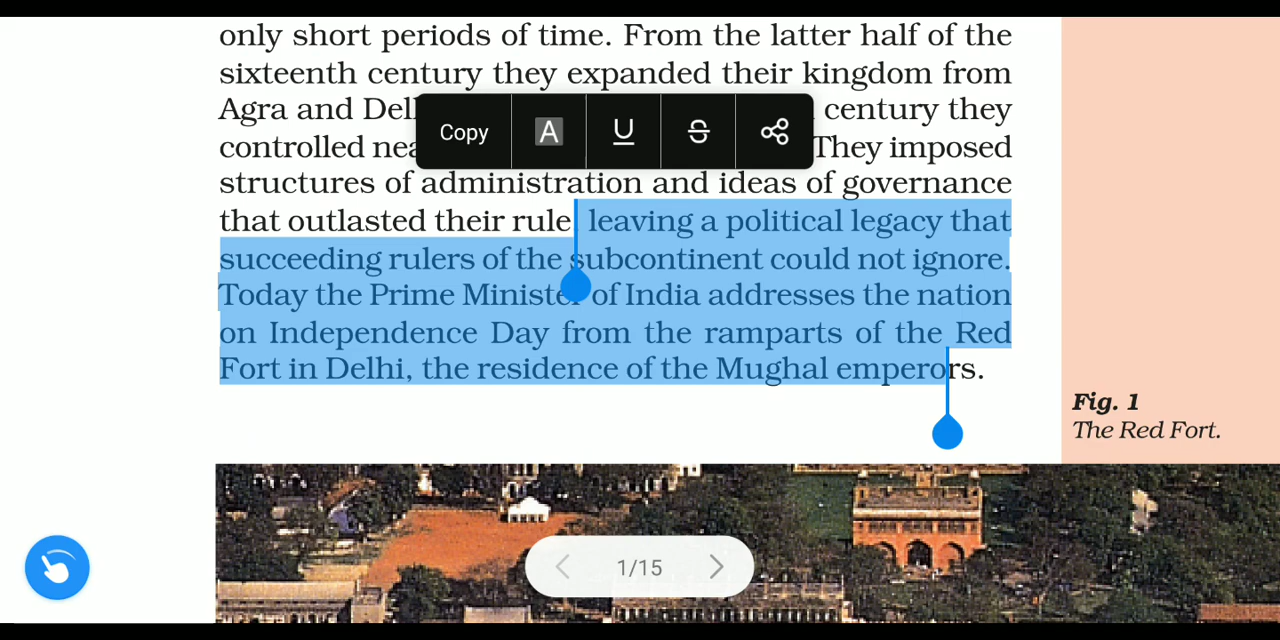 only short periods of time. From the latter half of the
sixteenth century they expanded their kingdom from
Agra and century they
controlled They imposed
structures of administration and ideas of governance
that outlasted their rule, leaving a political legacy that
succeeding rulers of the subcontinent could not ignore.
Today the Prime Minister of India addresses the nation
on Independence Day from the ramparts of the Red
Fort in Delhi, the residence of the Mughal emperors.
Copy A U S
Fig. 1
The Red Fort.
1/15